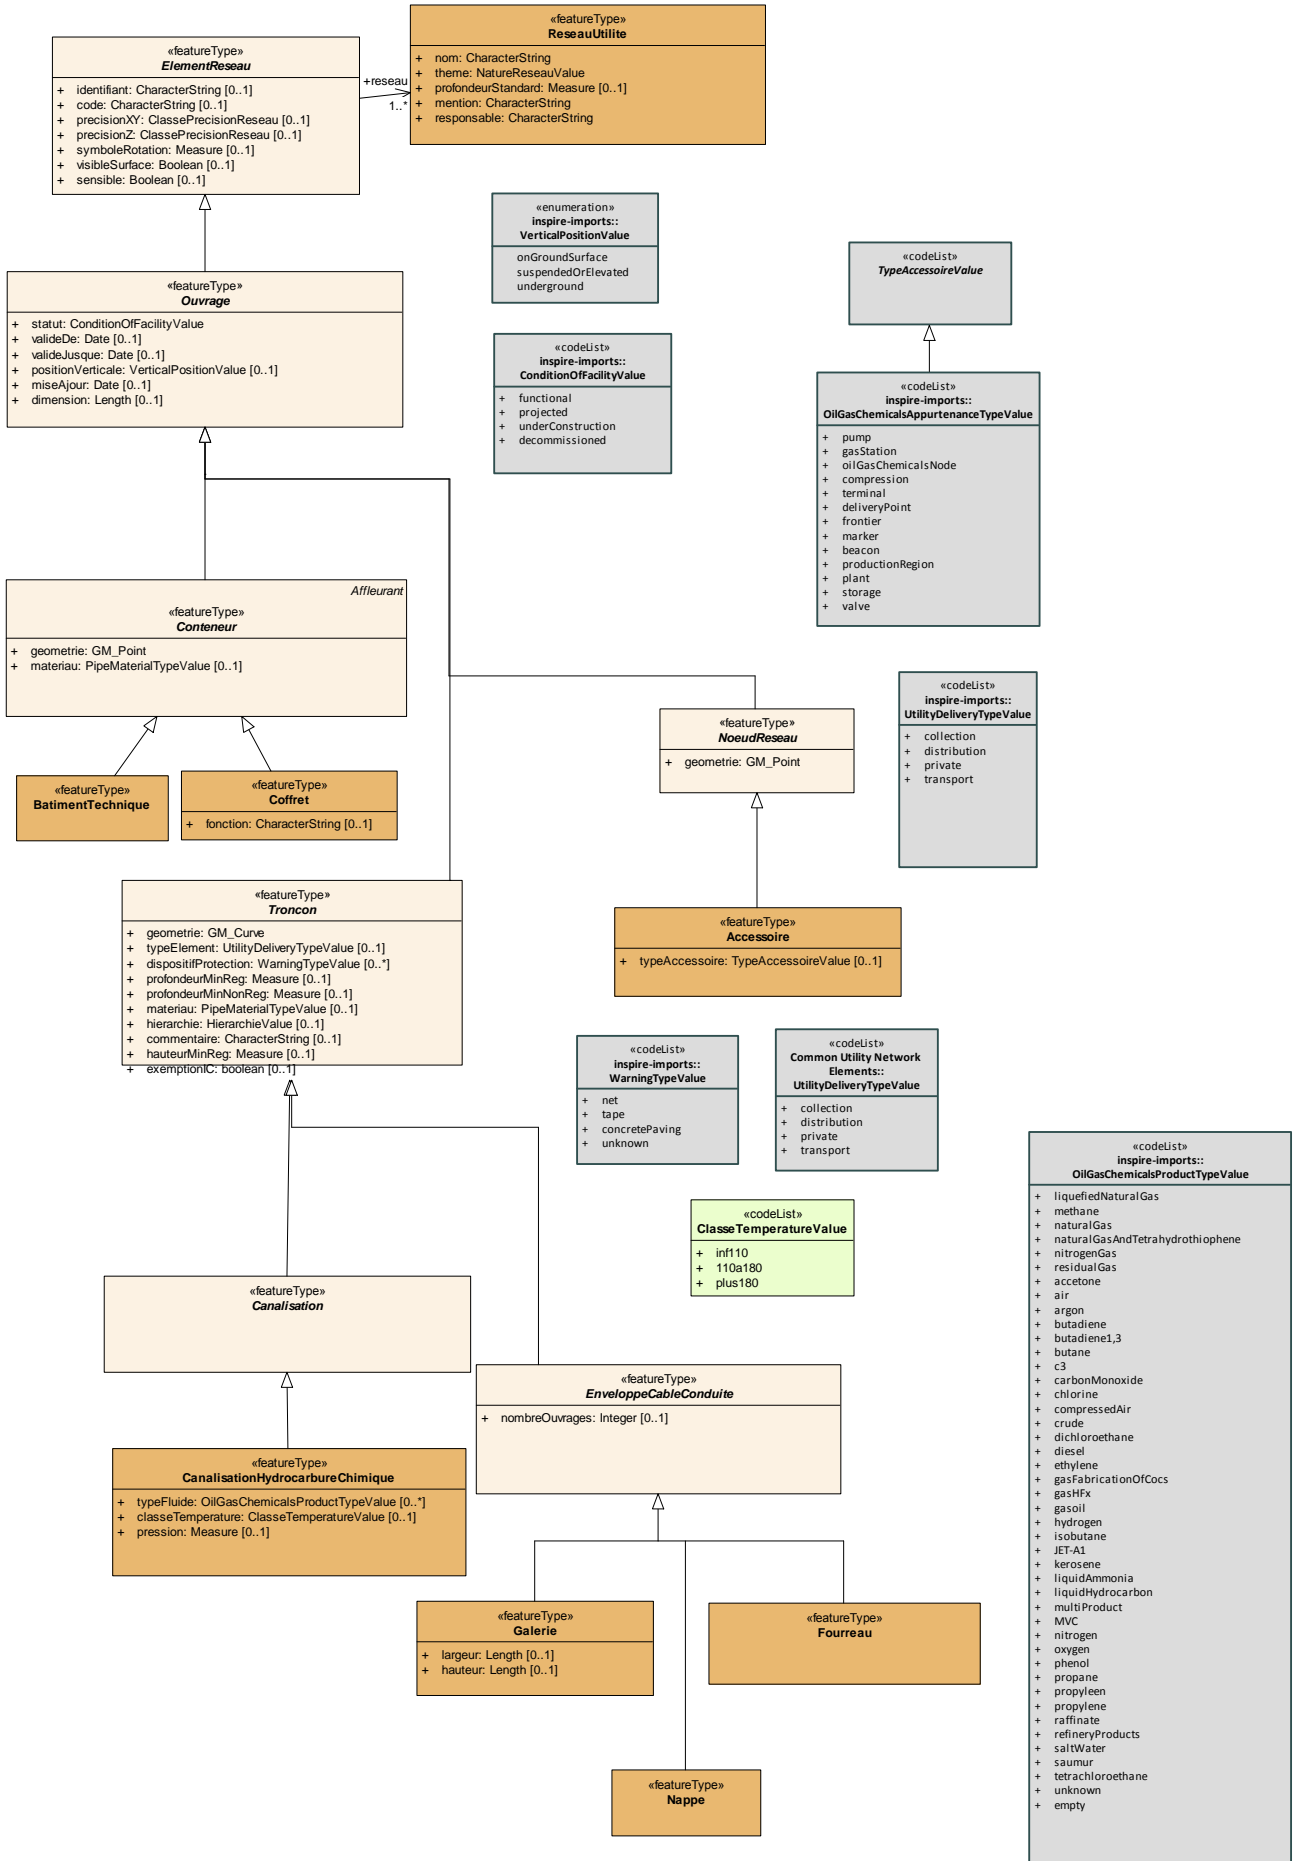 «featureType»
ReseauUtilite
+ nom: CharacterString
+ theme: NatureReseauValue
+ profondeurStandard: Measure [0..1]
+ mention: CharacterString
+ responsable: CharacterString
«featureType»
ElementReseau
+ identifiant: CharacterString [0..1]
+ code: CharacterString [0..1]
+ precisionXY: ClassePrecisionReseau [0..1]
+ precisionZ: ClassePrecisionReseau [0..1]
+ symboleRotation: Measure [0..1]
+ visibleSurface: Boolean [0..1]
+ sensible: Boolean [0..1]
+reseau
1..*
«enumeration»
inspire-imports::
VerticalPositionValue
onGroundSurface
suspendedOrElevated
underground
«codeList»
TypeAccessoireValue
«featureType»
Ouvrage
+ statut: ConditionOfFacilityValue
+ valideDe: Date [0..1]
+ valideJusque: Date [0..1]
+ positionVerticale: VerticalPositionValue [0..1]
+ miseAjour: Date [0..1]
+ dimension: Length [0..1]
«codeList»
inspire-imports::
ConditionOfFacilityValue
+ functional
+ projected
+ underConstruction
+ decommissioned
«codeList»
inspire-imports::
OilGasChemicalsAppurtenanceTypeValue
+ pump
+ gasStation
+ oilGasChemicalsNode
+ compression
+ terminal
+ deliveryPoint
+ frontier
+ marker
+ beacon
+ productionRegion
+ plant
+ storage
+ valve
Affleurant
«featureType»
Conteneur
+ geometrie: GM_Point
+ materiau: PipeMaterialTypeValue [0..1]
«codeList»
inspire-imports::
UtilityDeliveryTypeValue
+ collection
+ distribution
+ private
+ transport
«featureType»
NoeudReseau
+ geometrie: GM_Point
«featureType»
BatimentTechnique
«featureType»
Coffret
+ fonction: CharacterString [0..1]
«featureType»
Troncon
+ geometrie: GM_Curve
+ typeElement: UtilityDeliveryTypeValue [0..1]
+ dispositifProtection: WarningTypeValue [0..*]
+ profondeurMinReg: Measure [0..1]
+ profondeurMinNonReg: Measure [0..1]
+ materiau: PipeMaterialTypeValue [0..1]
+ hierarchie: HierarchieValue [0..1]
+ commentaire: CharacterString [0..1]
+ hauteurMinReg: Measure [0..1]
+ exemptionIC: boolean [0..1]
«featureType»
Accessoire
+ typeAccessoire: TypeAccessoireValue [0..1]
«codeList»
inspire-imports::
WarningTypeValue
+ net
+ tape
+ concretePaving
+ unknown
«codeList»
Common Utility Network
Elements::
UtilityDeliveryTypeValue
+ collection
+ distribution
+ private
+ transport
«codeList»
ClasseTemperatureValue
+ inf110
+ 110a180
+ plus180
«codeList»
inspire-imports::
OilGasChemicalsProductTypeValue
+ liquefiedNaturalGas
+ methane
+ naturalGas
+ naturalGasAndTetrahydrothiophene
+ nitrogenGas
+ residualGas
+ accetone
+ air
+ argon
+ butadiene
+ butadiene1,3
+ butane
+ c3
+ carbonMonoxide
+ chlorine
+ compressedAir
+ crude
+ dichloroethane
+ diesel
+ ethylene
+ gasFabricationOfCocs
+ gasHFx
+ gasoil
+ hydrogen
+ isobutane
+ JET-A1
+ kerosene
+ liquidAmmonia
+ liquidHydrocarbon
+ multiProduct
+ MVC
+ nitrogen
+ oxygen
+ phenol
+ propane
+ propyleen
+ propylene
+ raffinate
+ refineryProducts
+ saltWater
+ saumur
+ tetrachloroethane
+ unknown
+ empty
«featureType»
Canalisation
«featureType»
EnveloppeCableConduite
+ nombreOuvrages: Integer [0..1]
«featureType»
CanalisationHydrocarbureChimique
+ typeFluide: OilGasChemicalsProductTypeValue [0..*]
+ classeTemperature: ClasseTemperatureValue [0..1]
+ pression: Measure [0..1]
«featureType»
Galerie
+ largeur: Length [0..1]
+ hauteur: Length [0..1]
«featureType»
Fourreau
«featureType»
Nappe